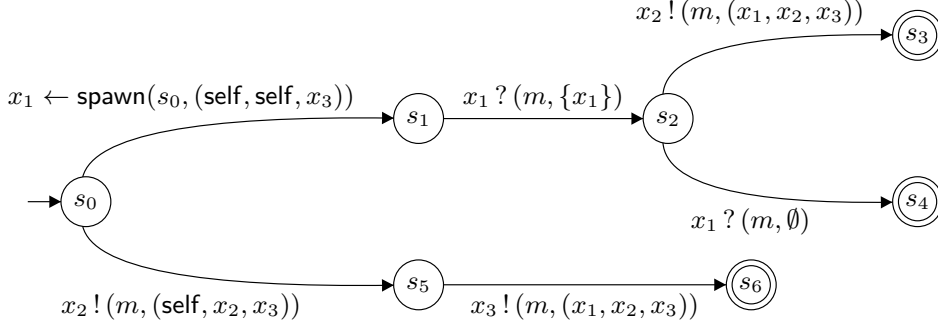 x₂ ! (m, (x₁, x₂, x₃))
s₃
x₁ ← spawn(s₀, (self, self, x₃))
x₁ ? (m, {x₁})
s₁
s₂
s₀
s₄
x₁ ? (m, ∅)
s₅
s₆
x₂ ! (m, (self, x₂, x₃))
x₃ ! (m, (x₁, x₂, x₃))